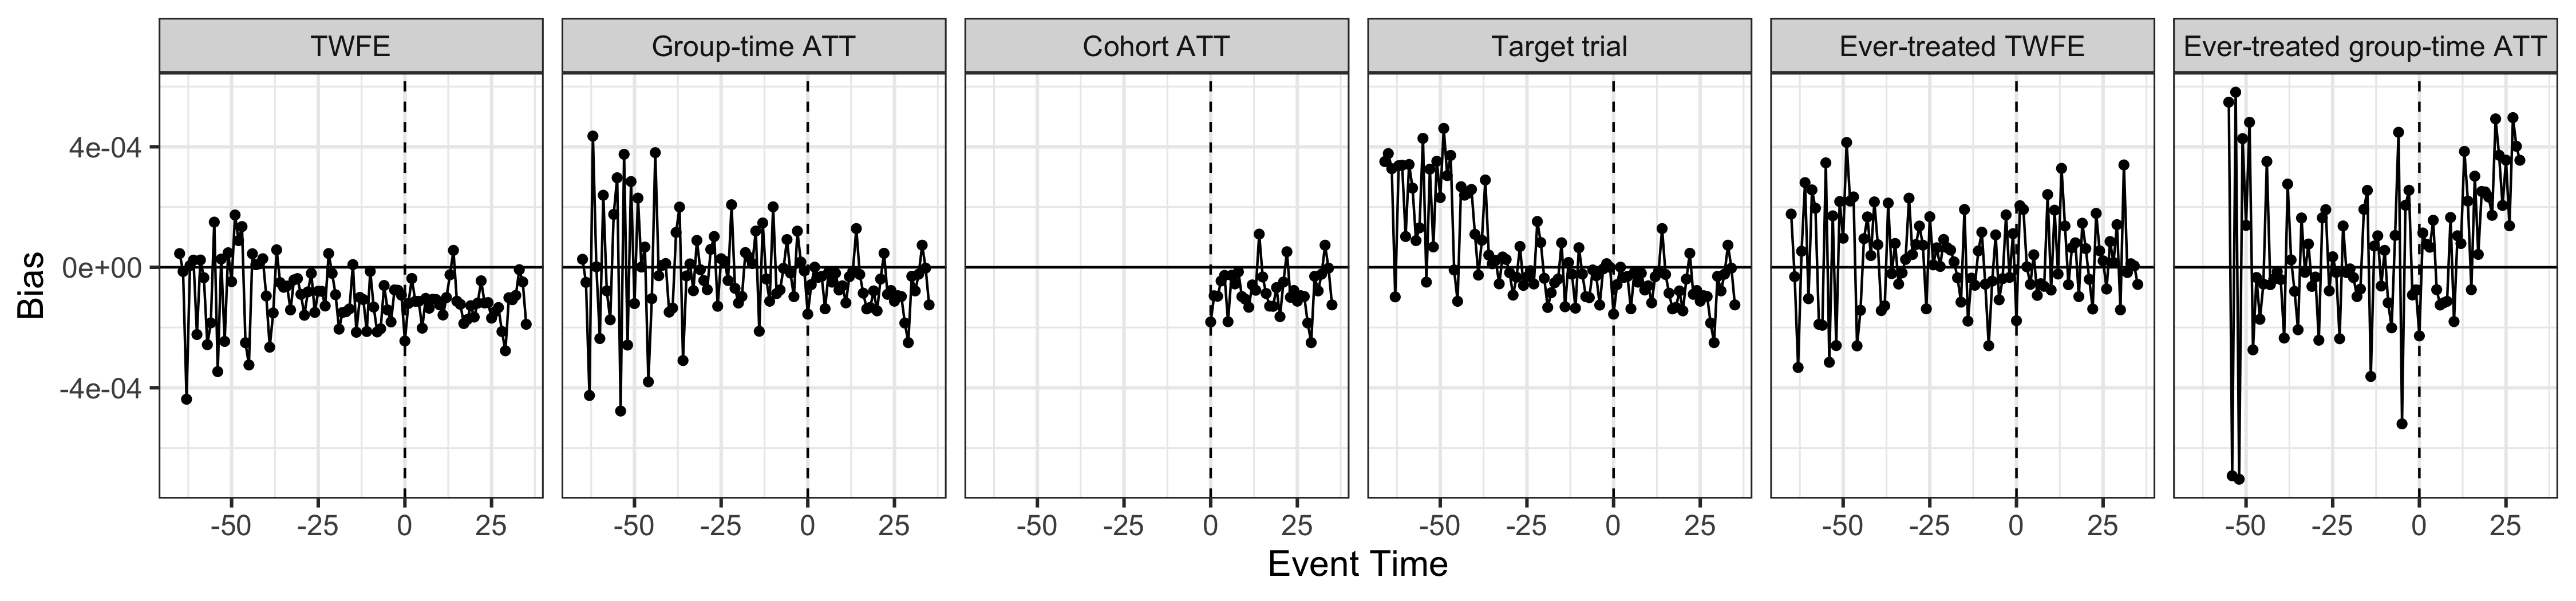 TWFE Group-time ATT Cohort ATT Target trial Ever-treated TWFE Ever-treated group-time ATT
4e-04
0e+00
-4e-04
Bias
-50 -25 0 25 -50 -25 0 25 -50 -25 0 25 -50 -25 0 25 -50 -25 0 25 -50 -25 0 25
Event Time